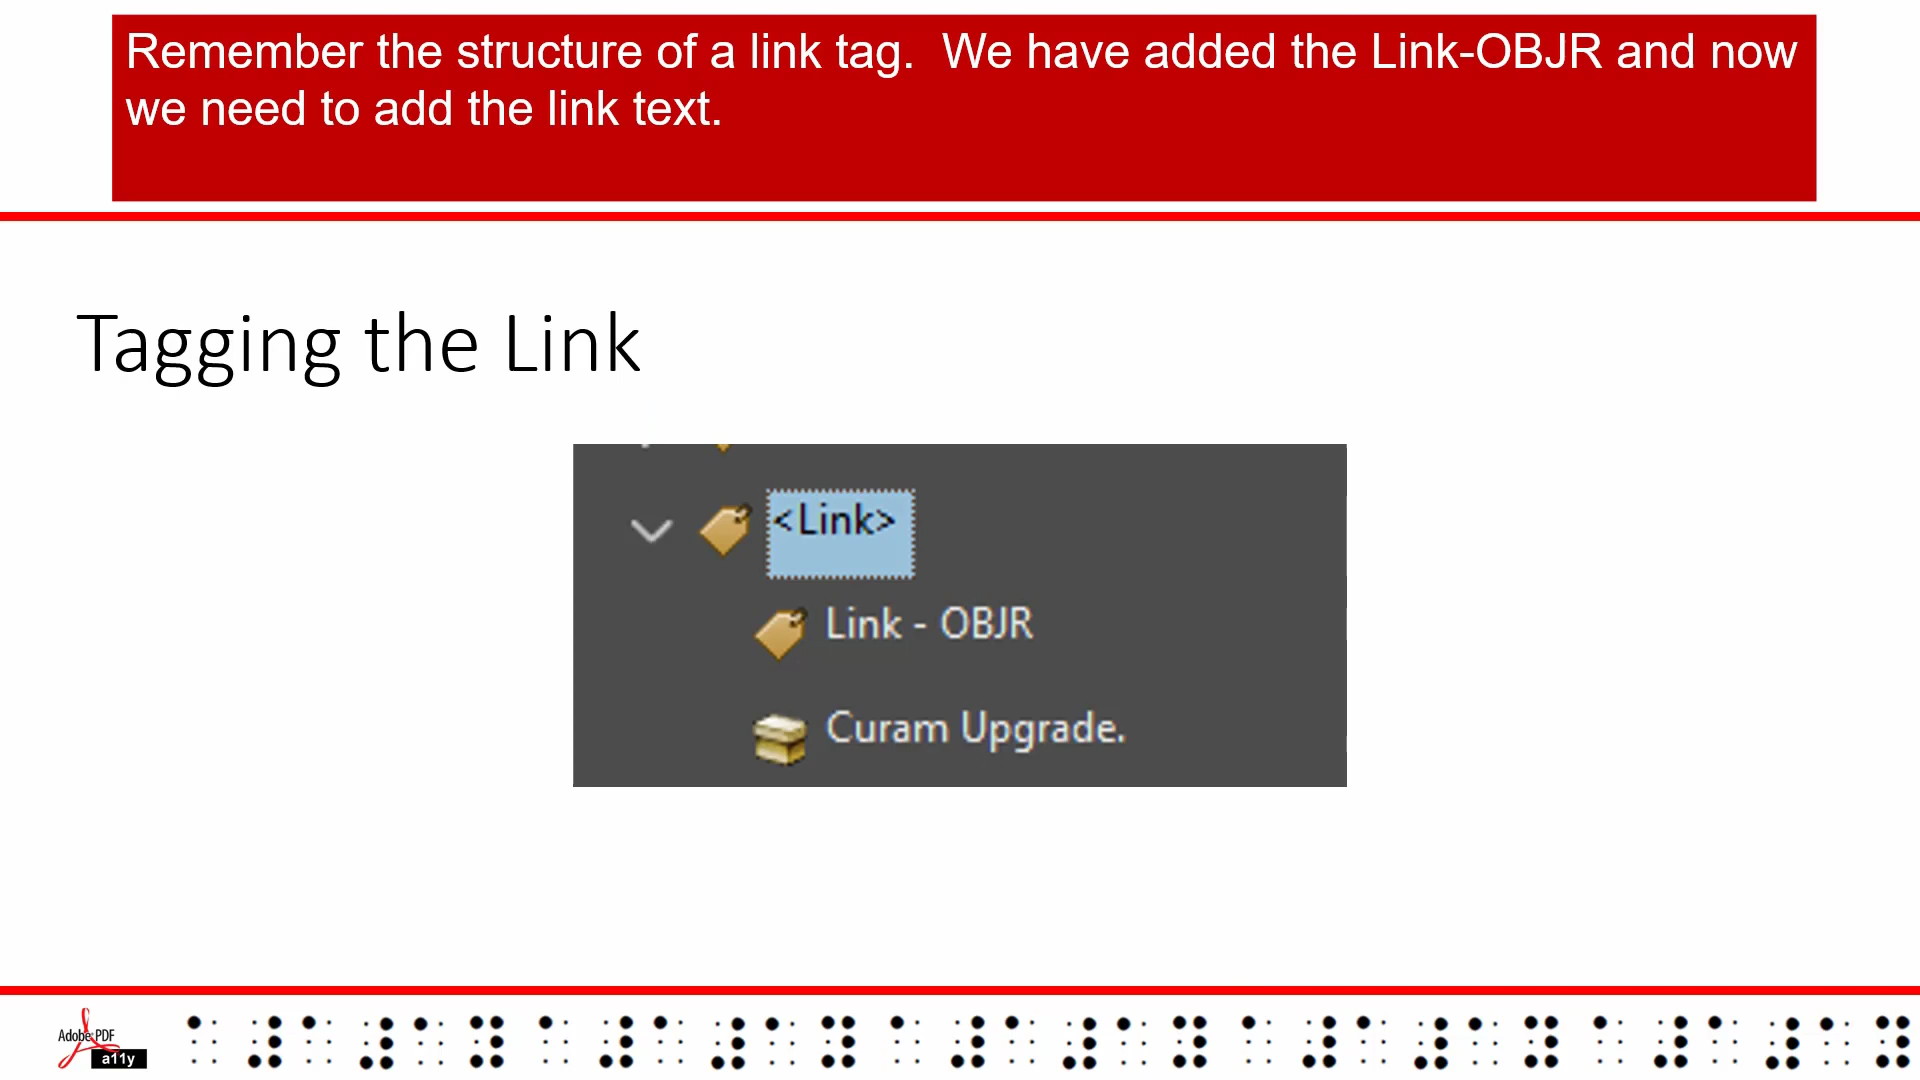 Remember the structure of a link tag.  We have added the Link-OBJR and now
we need to add the link text.
Tagging the Link
<Link>
Link - OBJR
Curam Upgrade.
Adobe PDF
a11y